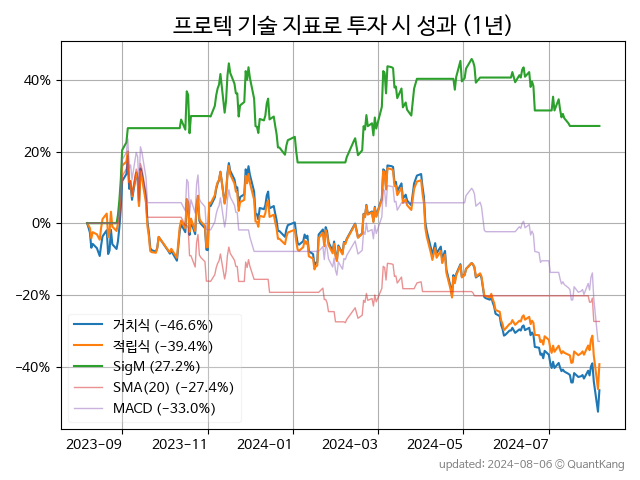 프로텍 기술 지표로 투자 시 성과 (1년)
40%
20%
0%
−20%
−40%
거치식 (−46.6%)
적립식 (−39.4%)
SigM (27.2%)
SMA(20) (−27.4%)
MACD (−33.0%)
2023-09 2023-11 2024-01 2024-03 2024-05 2024-07
updated: 2024-08-06 © QuantKang